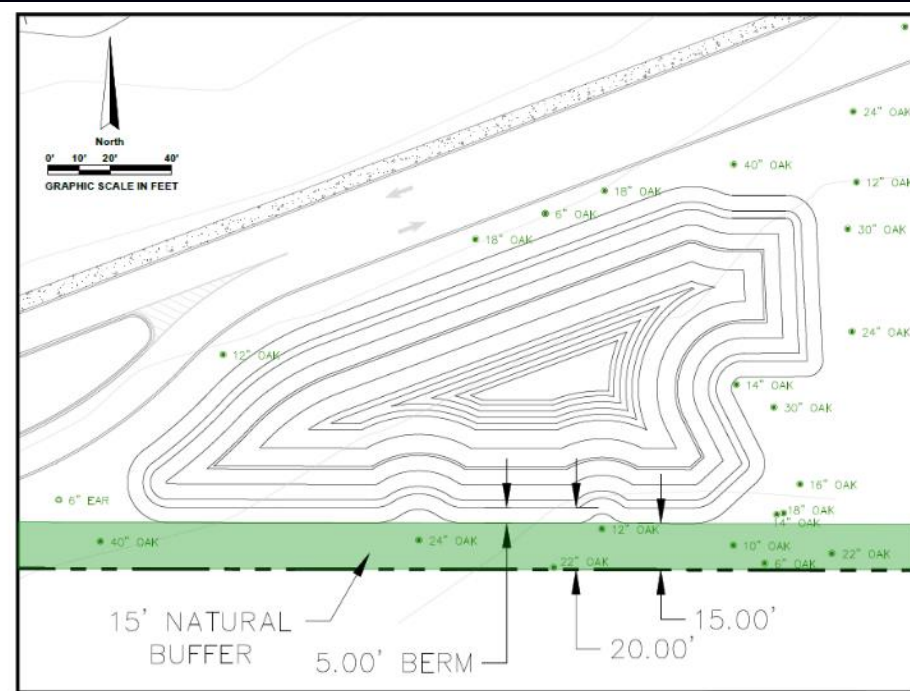 24" OAK
North
40" OAK
0' 10' 20' 40'
12" OAK
GRAPHIC SCALE IN FEET
18" OAK
6" OAK
30" OAK
18" OAK
24" OAK
12" OAK
14" OAK
30" OAK
16" OAK
6" EAR
18" OAK
14" OAK
12" OAK
40" OAK
24" OAK
10" OAK
22" OAK
22" OAK
6" OAK
15' NATURAL
BUFFER
15.00'
20.00'
5.00' BERM